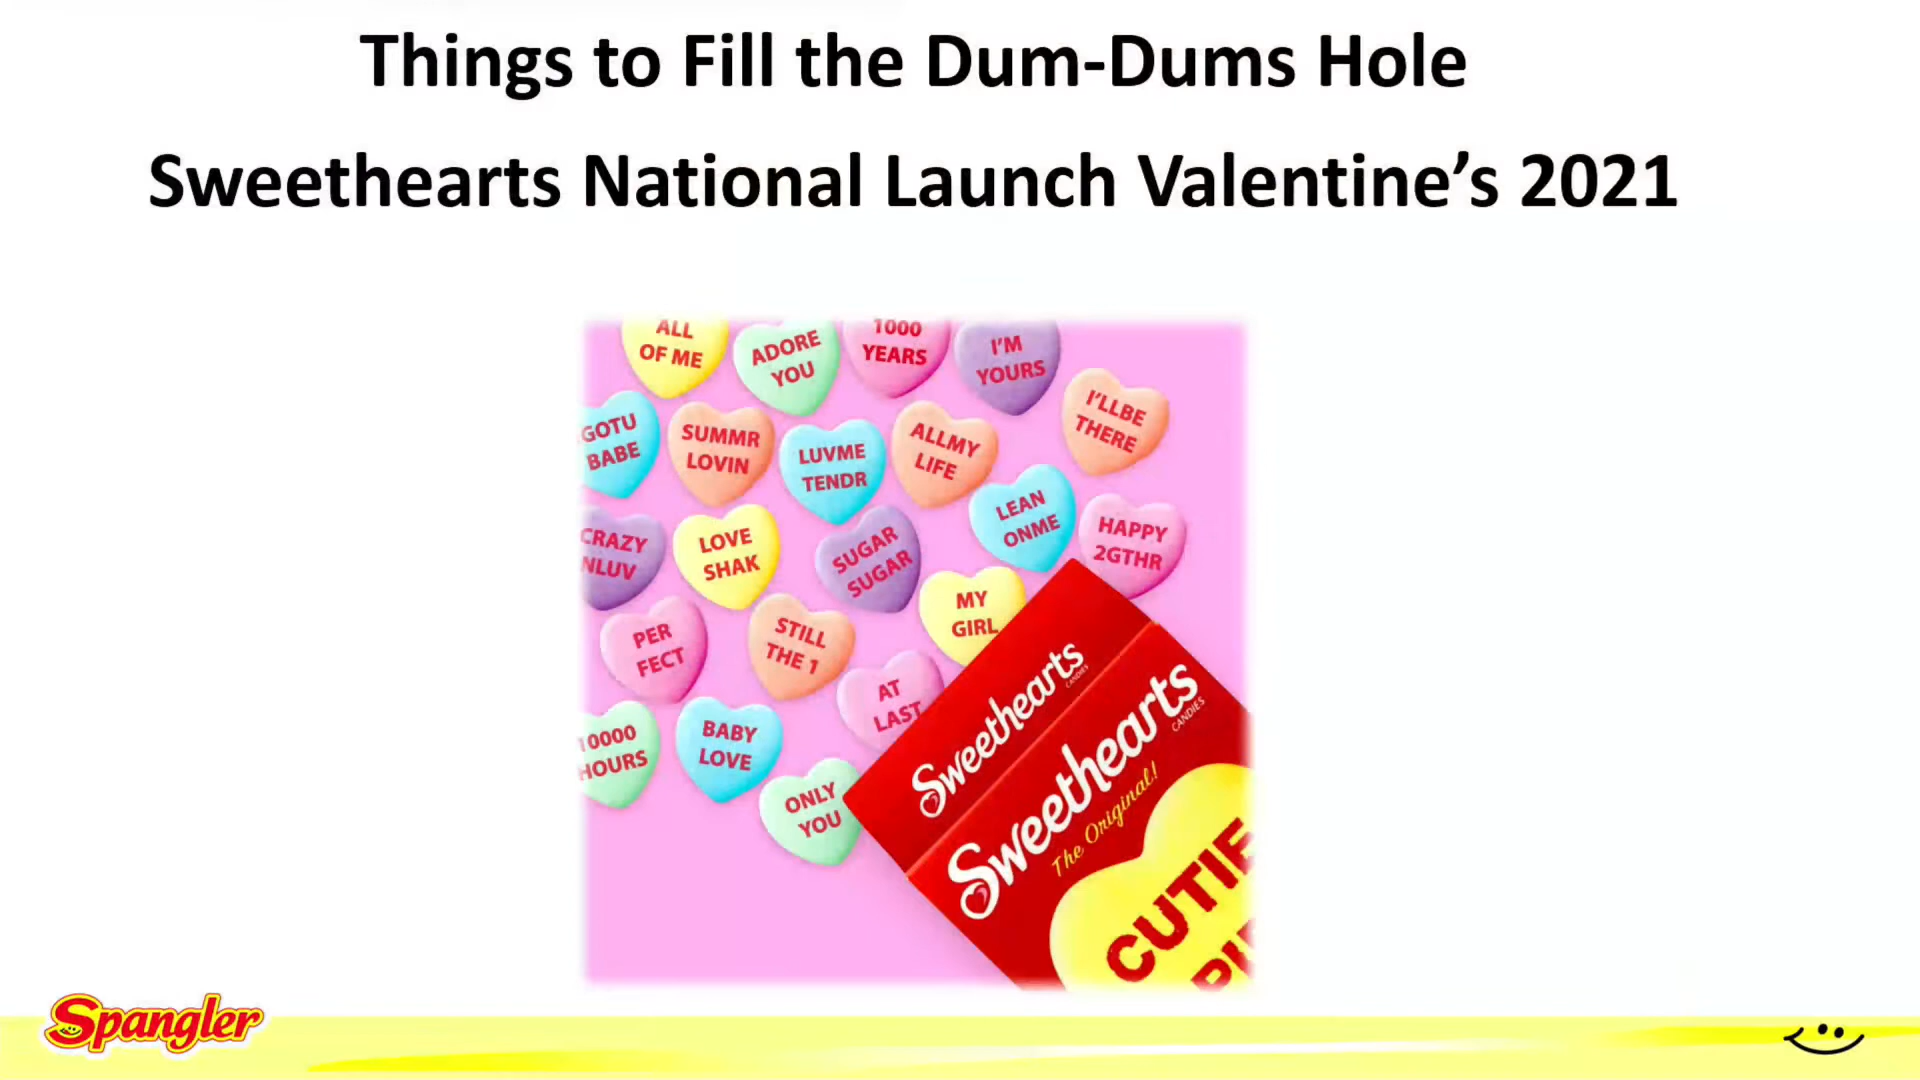 Things to Fill the Dum-Dums Hole
Sweethearts National Launch Valentine's 2021
ALL
OF ME
ADORE
YOU
1000
YEARS
I'M
YOURS
I'LLBE
THERE
GOTU
BABE
SUMMR
LOVIN
LUVME
TENDR
ALLMY
LIFE
LEAN
ONME
HAPPY
2GTHR
CRAZY
NLUV
LOVE
SHAK
SUGAR
SUGAR
MY
GIRL
PER
FECT
STILL
THE 1
AT
LAST
10000
HOURS
BABY
LOVE
ONLY
YOU
Sweethearts
CANDIES
Sweethearts
CANDIES
The Original!
CUTIE
Spangler